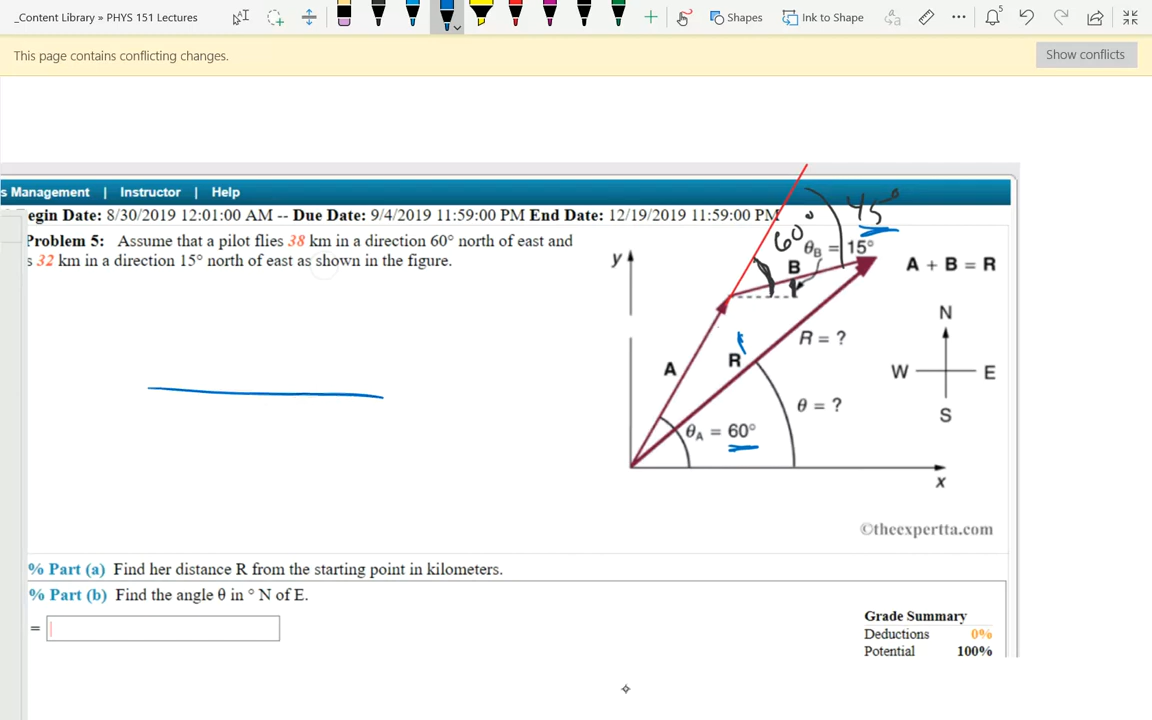 _Content Library » PHYS 151 Lectures
Shapes
Ink to Shape
5
This page contains conflicting changes.
Show conflicts
s Management | Instructor | Help
egin Date: 8/30/2019 12:01:00 AM -- Due Date: 9/4/2019 11:59:00 PM End Date: 12/19/2019 11:59:00 PM
Problem 5: Assume that a pilot flies 38 km in a direction 60° north of east and
s 32 km in a direction 15° north of east as shown in the figure.
45°
60°
θB = 15°
y
B
A + B = R
N
R = ?
R
A
W
E
θ = ?
S
θA = 60°
x
©theexpertta.com
% Part (a) Find her distance R from the starting point in kilometers.
% Part (b) Find the angle θ in ° N of E.
=
Grade Summary
Deductions 0%
Potential 100%